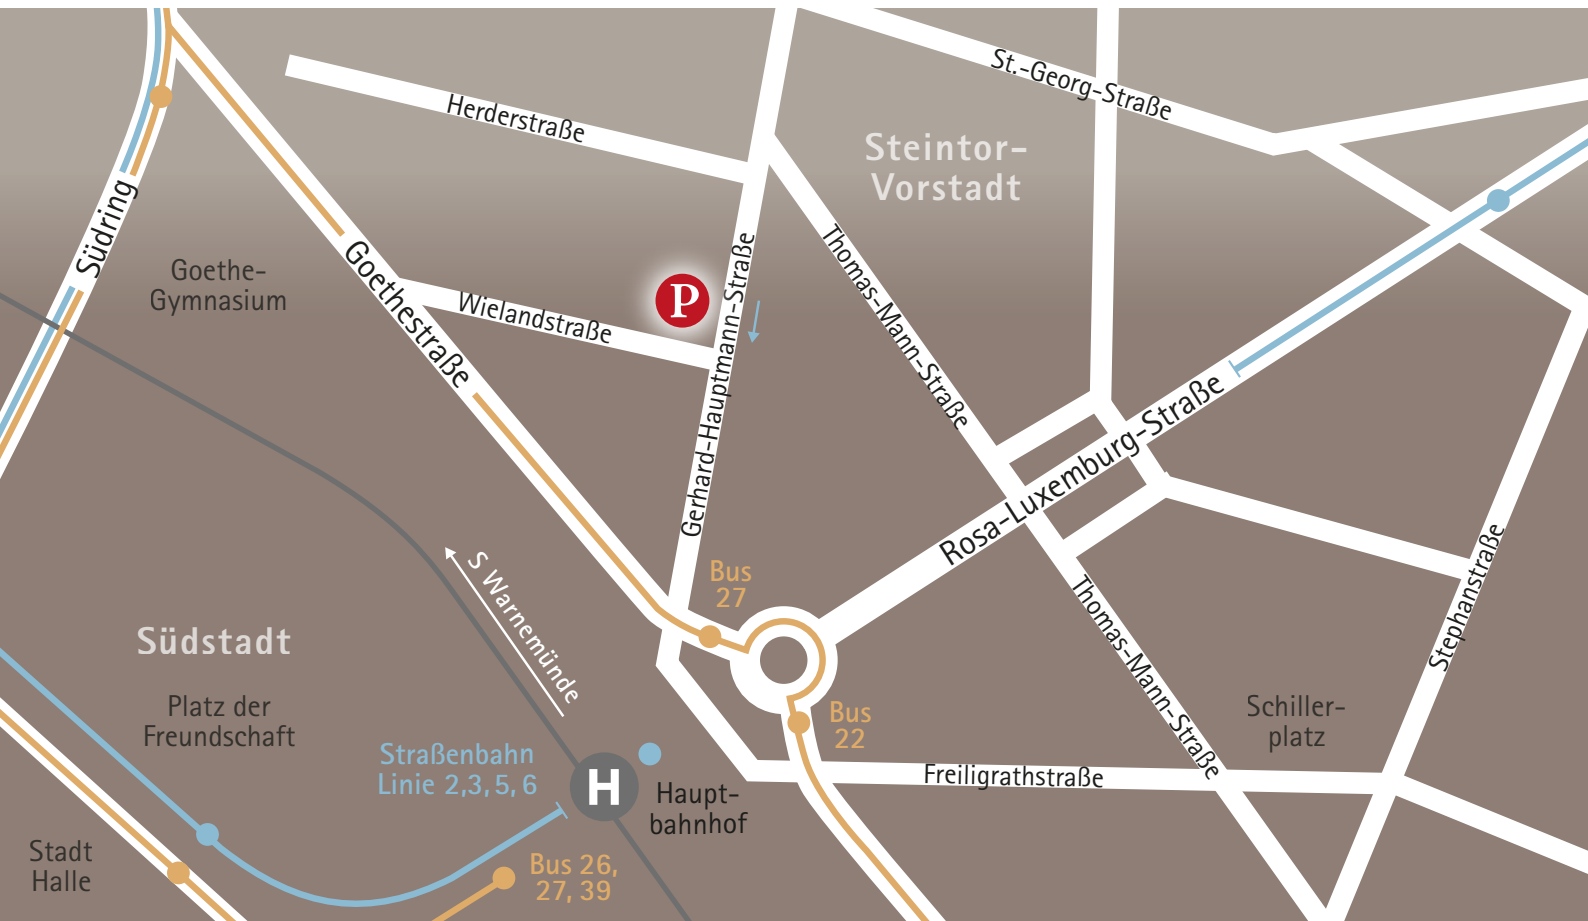 St.-Georg-Straße
Herderstraße
Steintor-
Vorstadt
Südring
Goethe-
Gymnasium
Goethestraße
Wielandstraße
P
Gerhard-Hauptmann-Straße
Thomas-Mann-Straße
Rosa-Luxemburg-Straße
Stephanstraße
S Warnemünde
Bus
27
Südstadt
Platz der
Freundschaft
Thomas-Mann-Straße
Schiller-
platz
Bus
22
Straßenbahn
Linie 2,3,5,6
H
Haupt-
bahnhof
Freiligrathstraße
Stadt
Halle
Bus 26,
27, 39